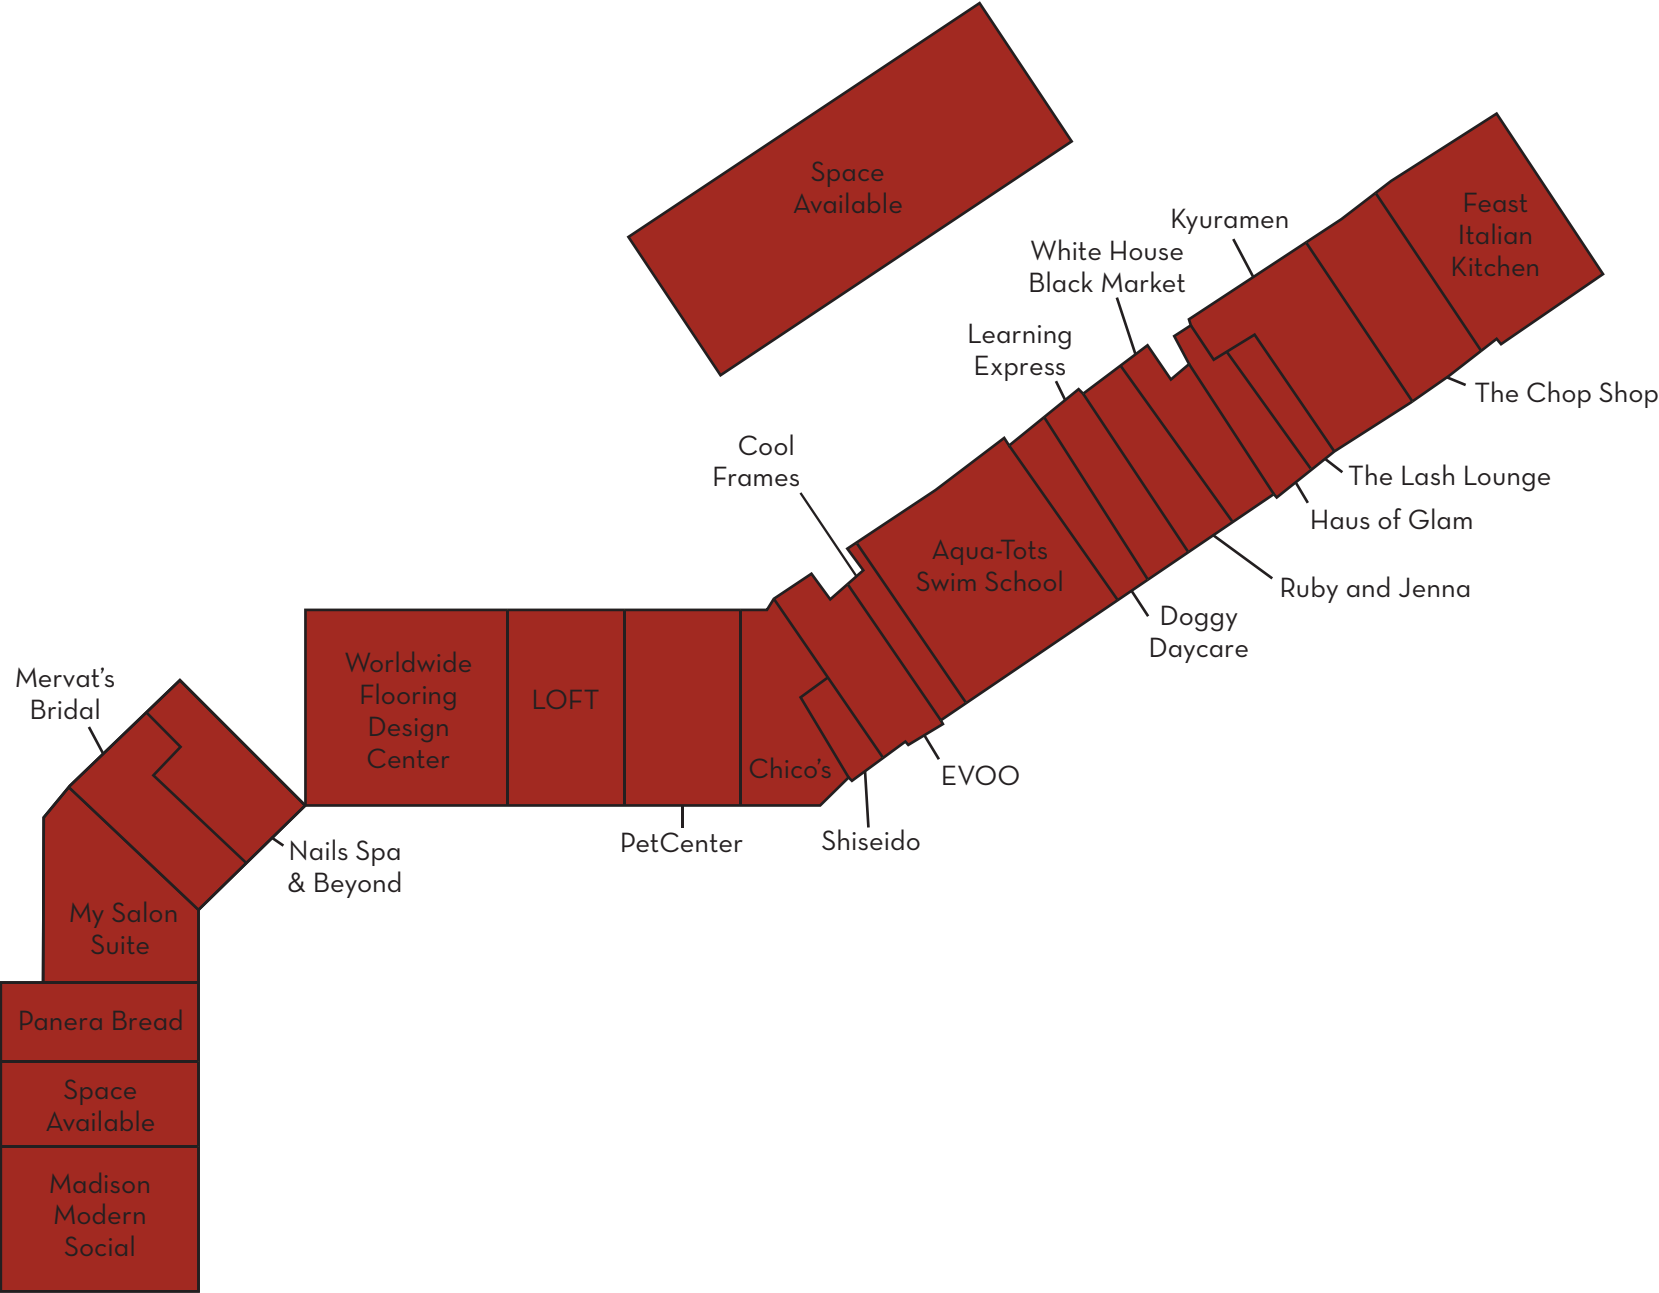 Space
Available
Feast
Italian
Kitchen
Kyuramen
White House
Black Market
Learning
Express
The Chop Shop
Cool
Frames
The Lash Lounge
Haus of Glam
Aqua-Tots
Swim School
Ruby and Jenna
Doggy
Daycare
Mervat’s
Bridal
Worldwide
Flooring
Design
Center
LOFT
Chico’s
EVOO
PetCenter
Shiseido
Nails Spa
& Beyond
My Salon
Suite
Panera Bread
Space
Available
Madison
Modern
Social